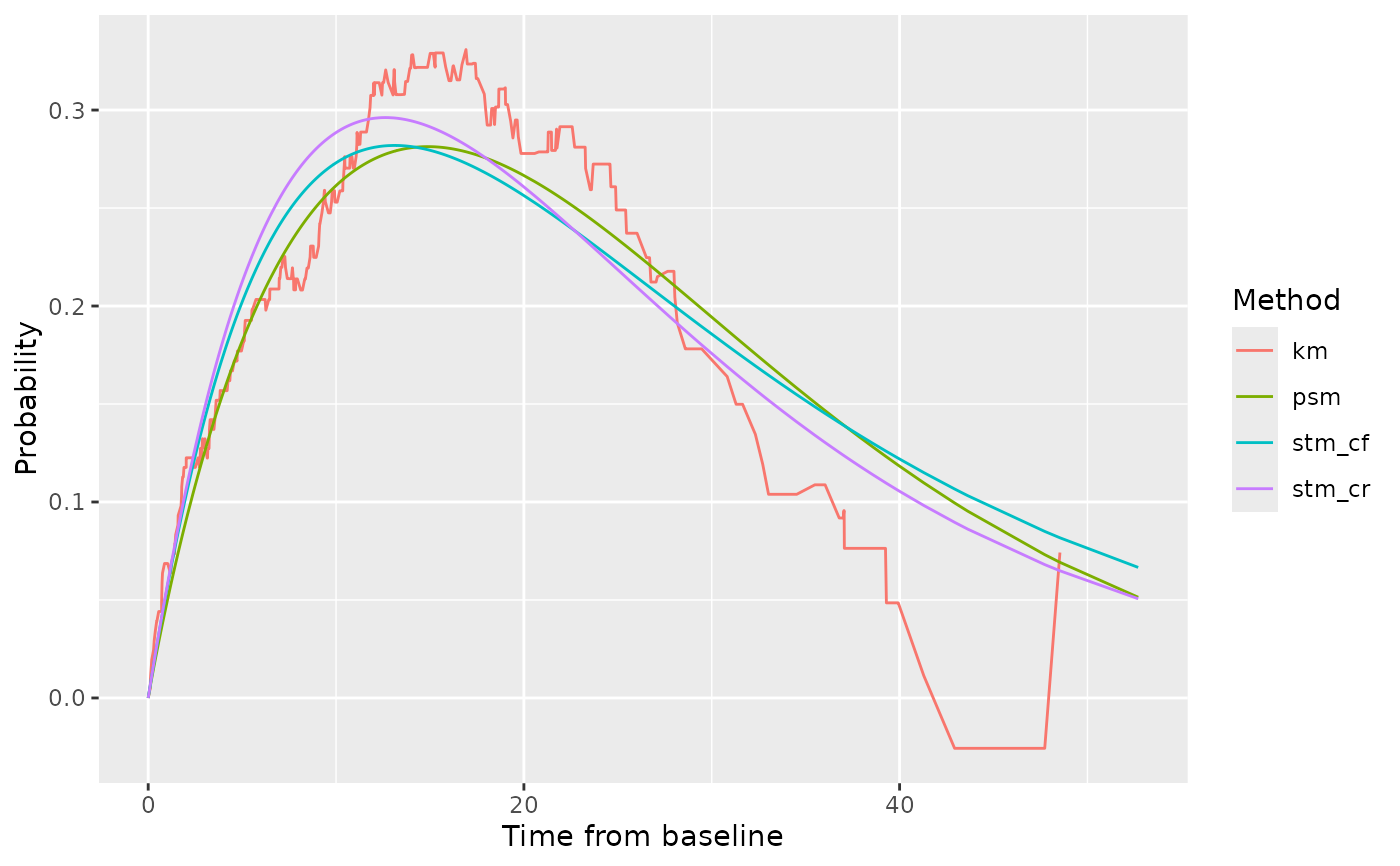 Probability
0.3
0.2
0.1
0.0
0
20
40
Time from baseline
Method
km
psm
stm_cf
stm_cr